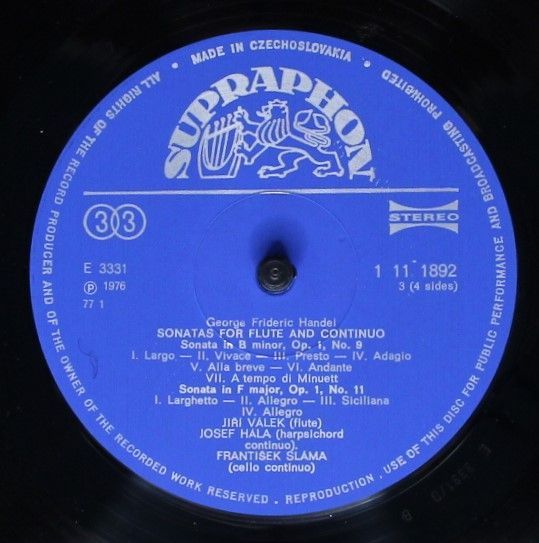 ALL RIGHTS OF THE RECORD PRODUCER AND OF THE OWNER OF THE RECORDED WORK RESERVED . REPRODUCTION , USE OF THIS DISC FOR PUBLIC PERFORMANCE AND BROADCASTING PROHIBITED
• MADE IN CZECHOSLOVAKIA •
SUPRAPHON
33
STEREO
E 3331
1 11 1892
℗ 1976
3 (4 sides)
77 1
George Frideric Handel
SONATAS FOR FLUTE AND CONTINUO
Sonata in B minor, Op. 1, No. 9
I. Largo — II. Vivace — III. Presto — IV. Adagio
V. Alla breve — VI. Andante
VII. A tempo di Minuett
Sonata in F major, Op. 1, No. 11
I. Larghetto — II. Allegro — III. Siciliana
IV. Allegro
JIŘÍ VÁLEK (flute)
JOSEF HÁLA (harpsichord
continuo),
FRANTIŠEK SLÁMA
(cello continuo)